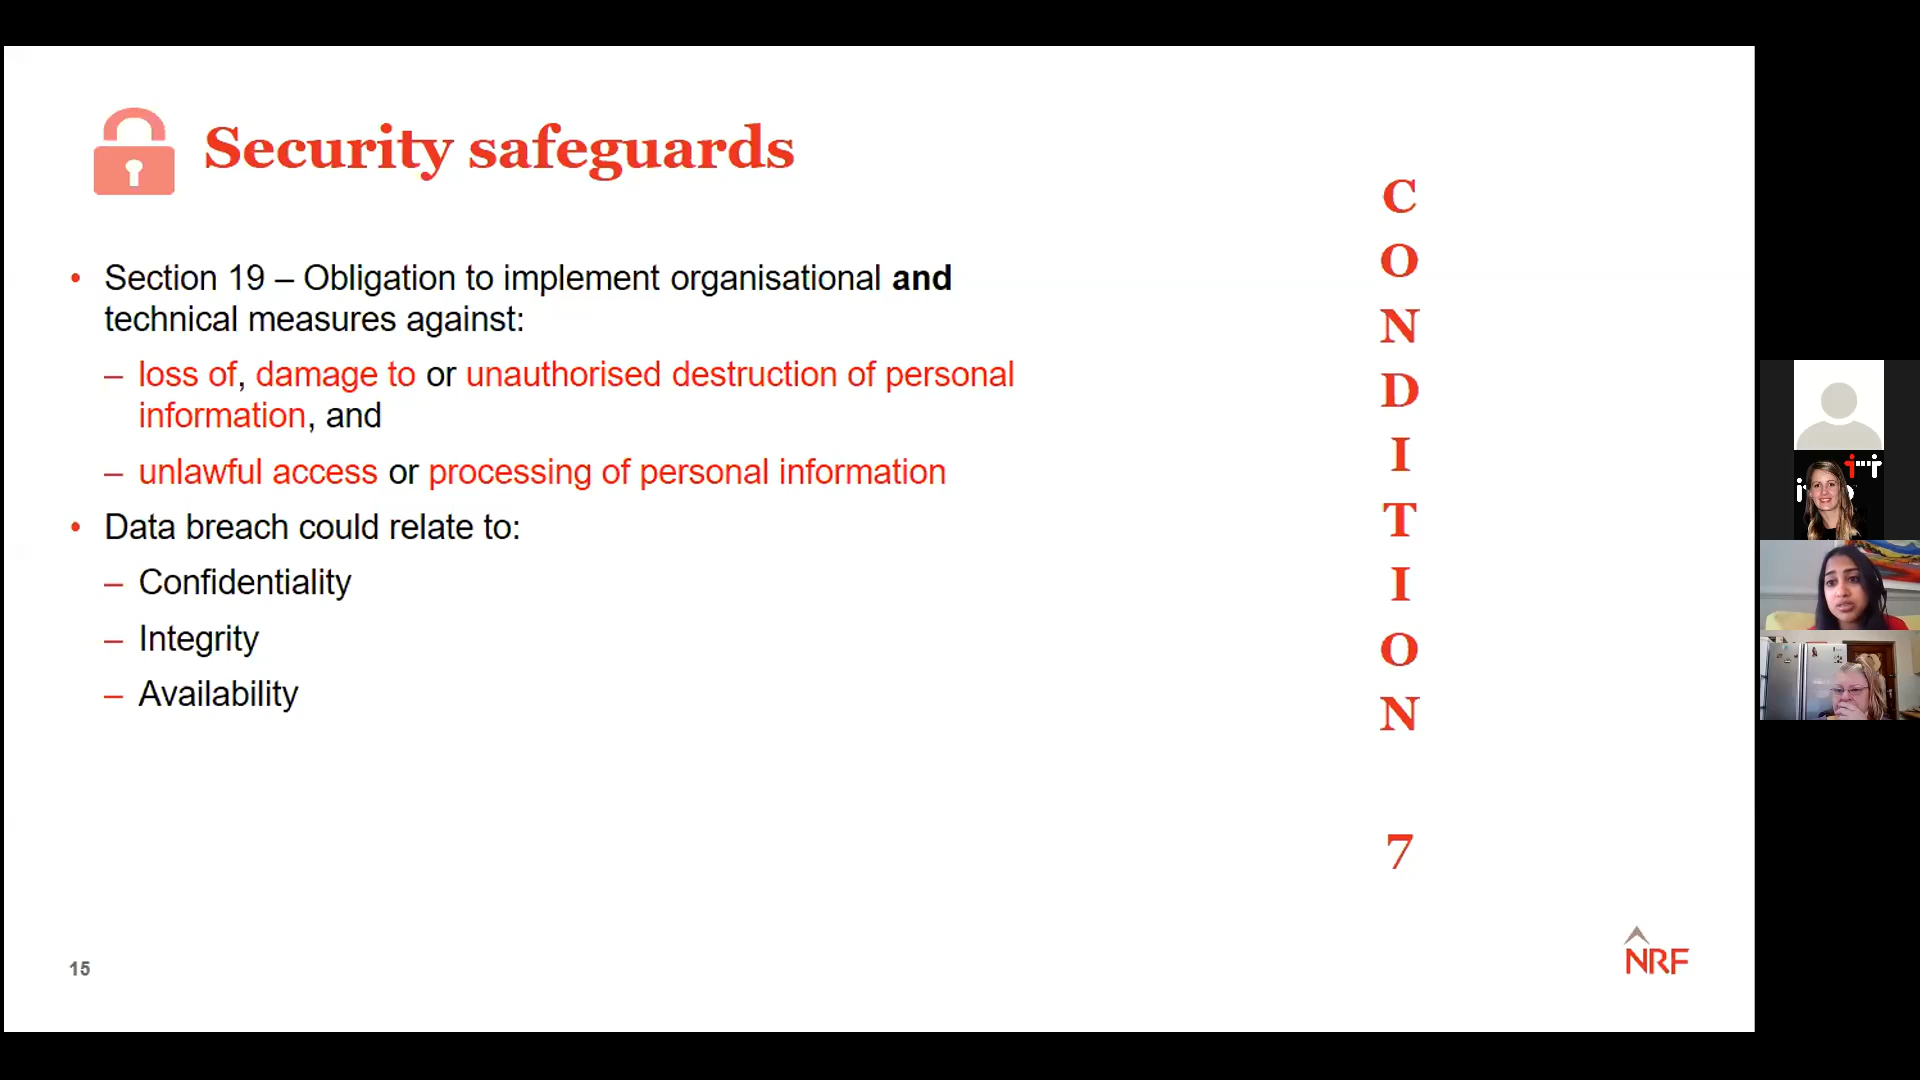 Security safeguards
• Section 19 – Obligation to implement organisational and
technical measures against:
– loss of, damage to or unauthorised destruction of personal
information, and
– unlawful access or processing of personal information
• Data breach could relate to:
– Confidentiality
– Integrity
– Availability
C
O
N
D
I
T
I
O
N
7
15
NRF